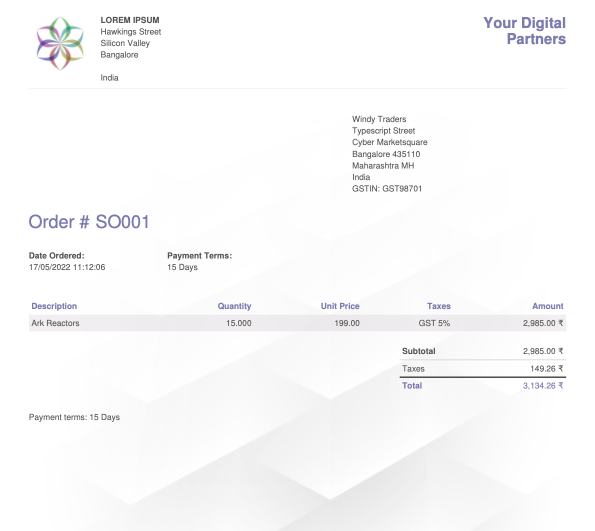 LOREM IPSUM
Hawkings Street
Silicon Valley
Bangalore
India
Your Digital
Partners
Windy Traders
Typescript Street
Cyber Marketsquare
Bangalore 435110
Maharashtra MH
India
GSTIN: GST98701
Order # SO001
Date Ordered: Payment Terms:
17/05/2022 11:12:06 15 Days
Description Quantity Unit Price Taxes Amount
Ark Reactors 15.000 199.00 GST 5% 2,985.00 ₹
Subtotal 2,985.00 ₹
Taxes 149.26 ₹
Total 3,134.26 ₹
Payment terms: 15 Days